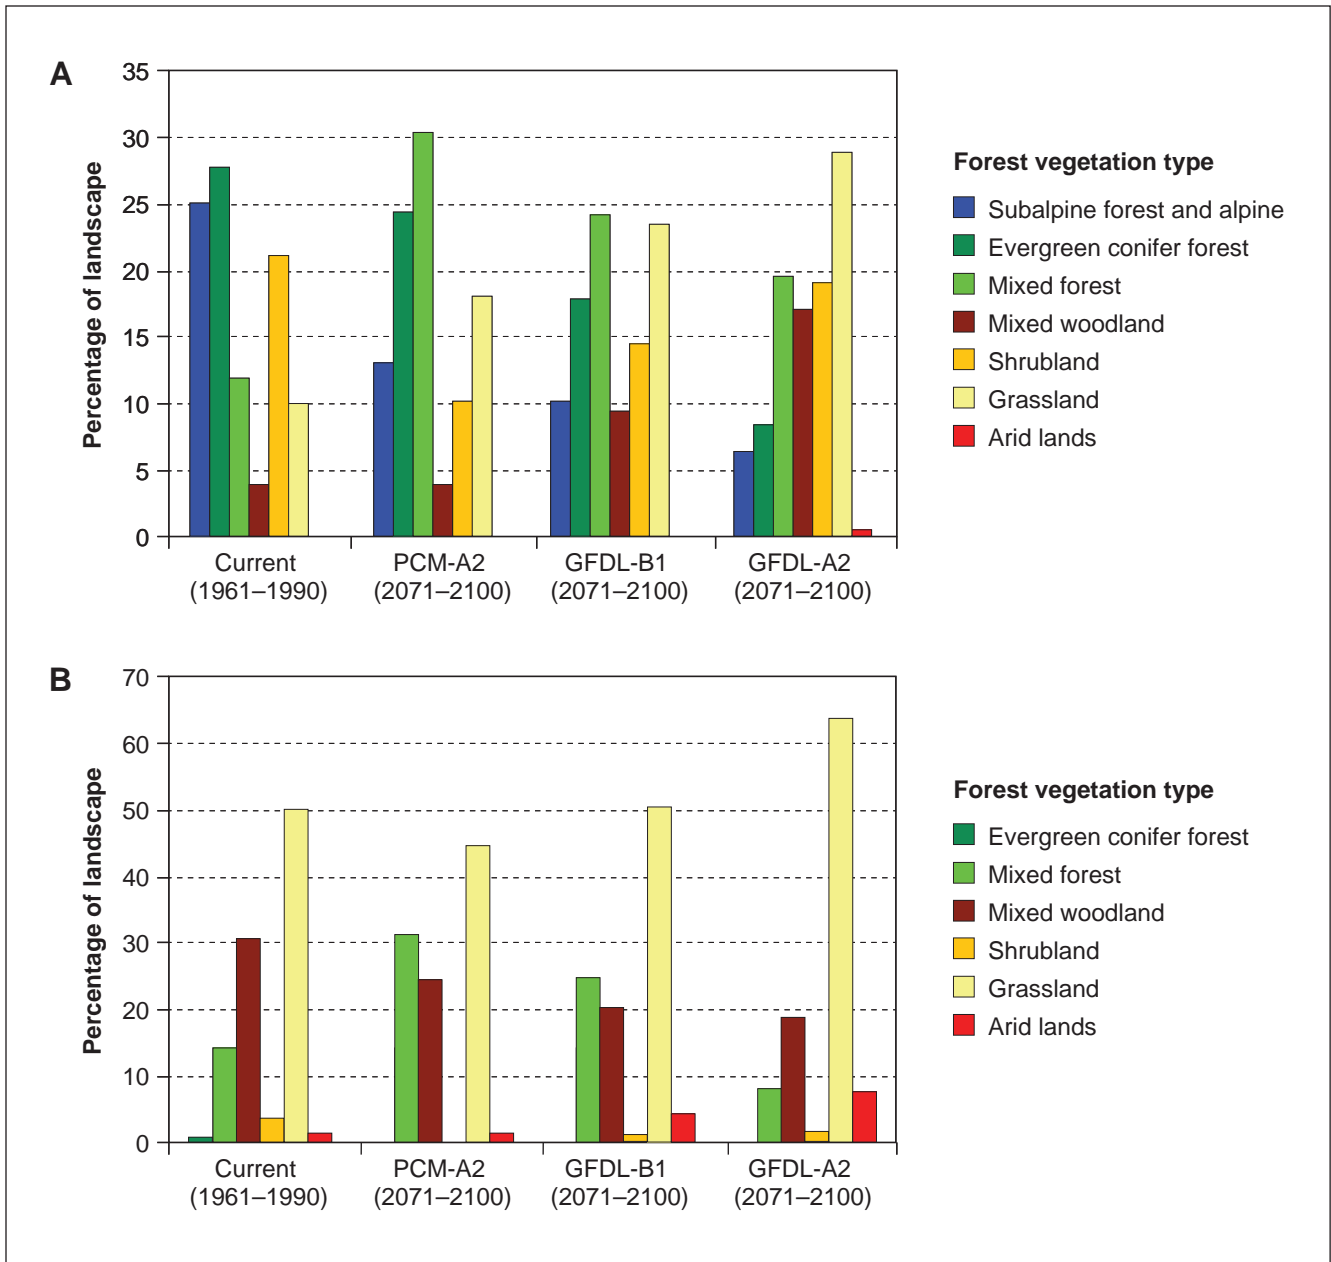 A
Percentage of landscape
35
30
25
20
15
10
5
0
Current
(1961–1990)
PCM-A2
(2071–2100)
GFDL-B1
(2071–2100)
GFDL-A2
(2071–2100)
Forest vegetation type
Subalpine forest and alpine
Evergreen conifer forest
Mixed forest
Mixed woodland
Shrubland
Grassland
Arid lands
B
Percentage of landscape
70
60
50
40
30
20
10
0
Current
(1961–1990)
PCM-A2
(2071–2100)
GFDL-B1
(2071–2100)
GFDL-A2
(2071–2100)
Forest vegetation type
Evergreen conifer forest
Mixed forest
Mixed woodland
Shrubland
Grassland
Arid lands